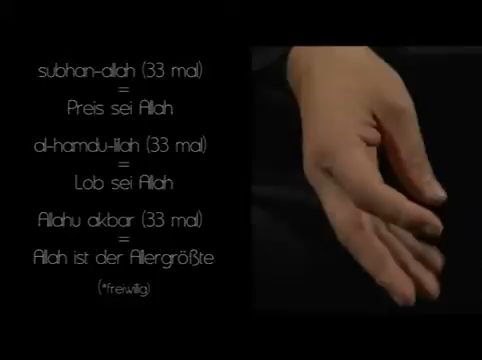 subhan-allah (33 mal)
=
Preis sei Allah
al-hamdu-lilah (33 mal)
=
Lob sei Allah
Allahu akbar (33 mal)
=
Allah ist der Allergrößte
(*freiwillig)